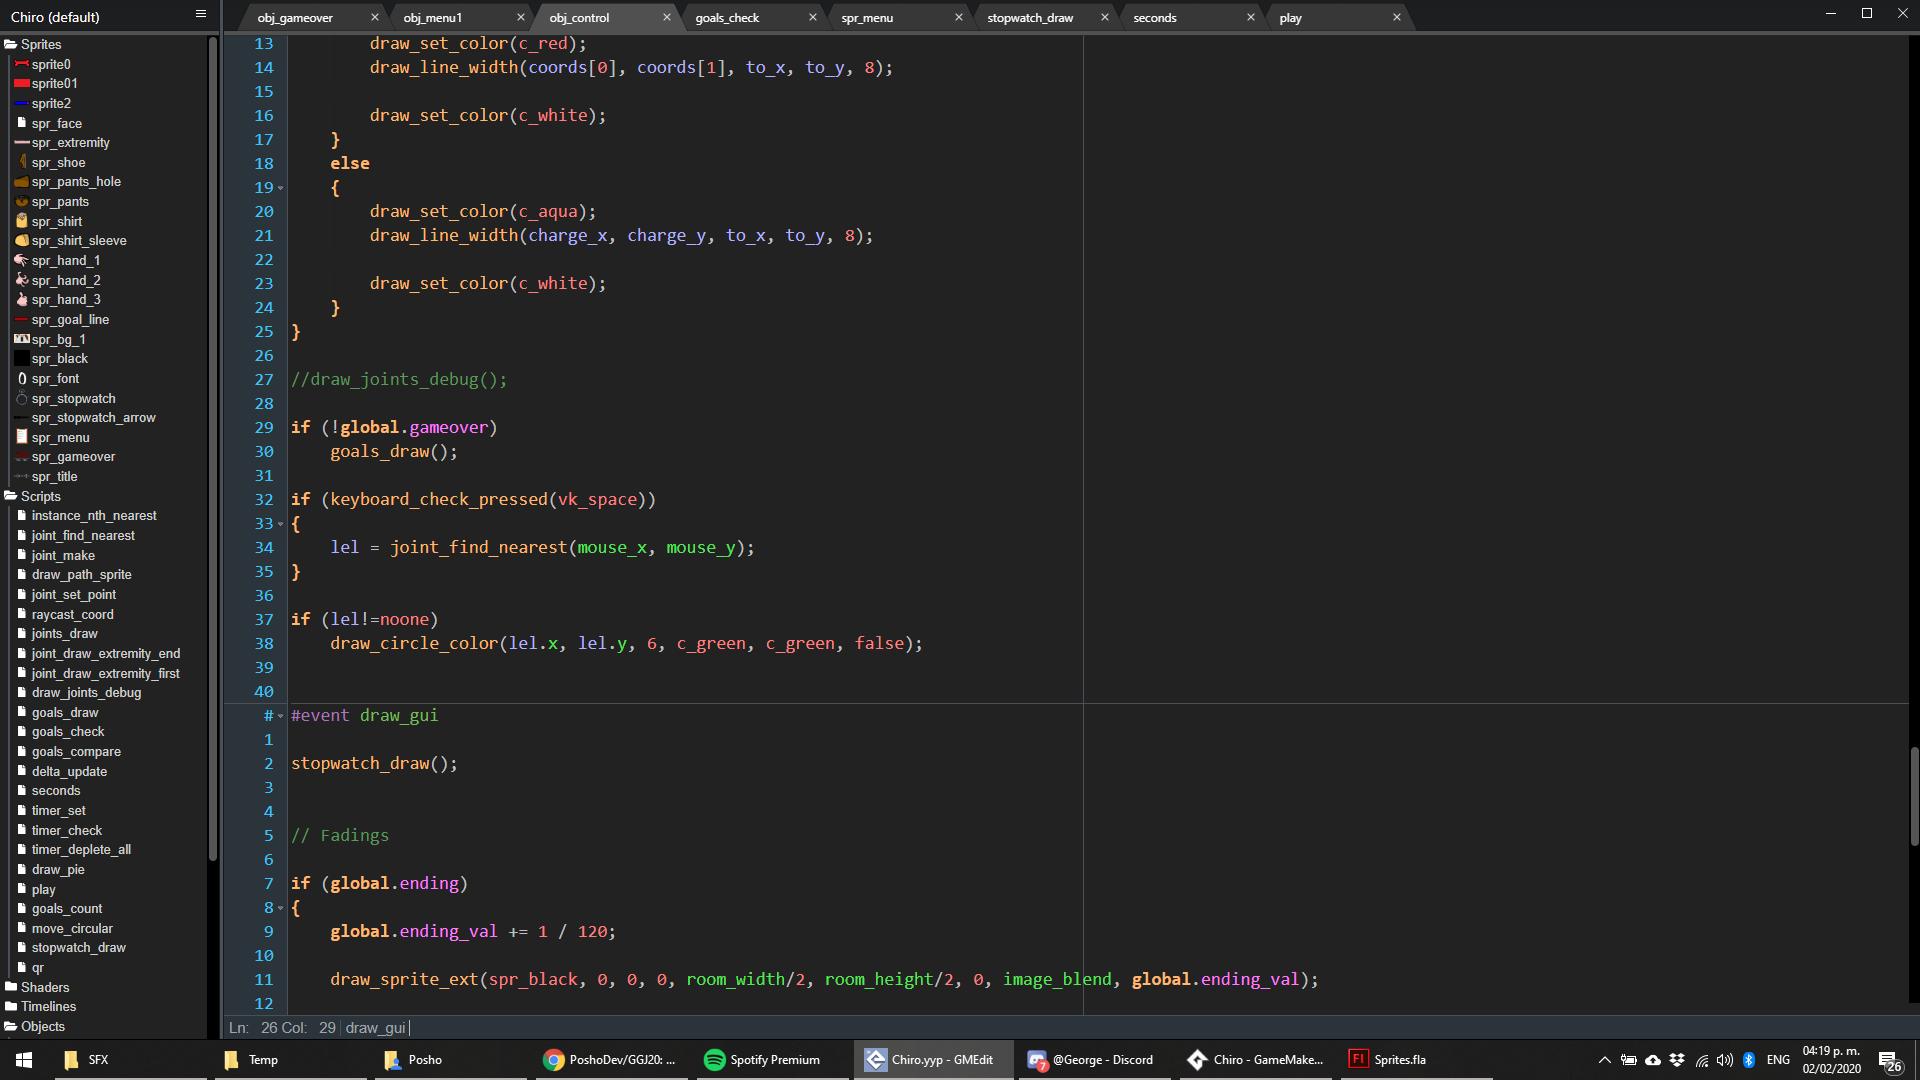 Chiro (default)
obj_gameover
obj_menu1
obj_control
goals_check
spr_menu
stopwatch_draw
seconds
play
Sprites
sprite0
sprite01
sprite2
spr_face
spr_extremity
spr_shoe
spr_pants_hole
spr_pants
spr_shirt
spr_shirt_sleeve
spr_hand_1
spr_hand_2
spr_hand_3
spr_goal_line
spr_bg_1
spr_black
spr_font
spr_stopwatch
spr_stopwatch_arrow
spr_menu
spr_gameover
spr_title
Scripts
instance_nth_nearest
joint_find_nearest
joint_make
draw_path_sprite
joint_set_point
raycast_coord
joints_draw
joint_draw_extremity_end
joint_draw_extremity_first
draw_joints_debug
goals_draw
goals_check
goals_compare
delta_update
seconds
timer_set
timer_check
timer_deplete_all
draw_pie
play
goals_count
move_circular
stopwatch_draw
qr
Shaders
Timelines
Objects
13 draw_set_color(c_red);
14 draw_line_width(coords[0], coords[1], to_x, to_y, 8);
15
16 draw_set_color(c_white);
17 }
18 else
19 {
20 draw_set_color(c_aqua);
21 draw_line_width(charge_x, charge_y, to_x, to_y, 8);
22
23 draw_set_color(c_white);
24 }
25 }
26
27 //draw_joints_debug();
28
29 if (!global.gameover)
30 goals_draw();
31
32 if (keyboard_check_pressed(vk_space))
33 {
34 lel = joint_find_nearest(mouse_x, mouse_y);
35 }
36
37 if (lel!=noone)
38 draw_circle_color(lel.x, lel.y, 6, c_green, c_green, false);
39
40
# #event draw_gui
1
2 stopwatch_draw();
3
4
5 // Fadings
6
7 if (global.ending)
8 {
9 global.ending_val += 1 / 120;
10
11 draw_sprite_ext(spr_black, 0, 0, 0, room_width/2, room_height/2, 0, image_blend, global.ending_val);
12
Ln: 26 Col: 29 draw_gui
SFX
Temp
Posho
PoshoDev/GGJ20: ...
Spotify Premium
Chiro.yyp - GMEdit
7
@George - Discord
Chiro - GameMake...
Fl
Sprites.fla
ENG
04:19 p. m.
02/02/2020
26